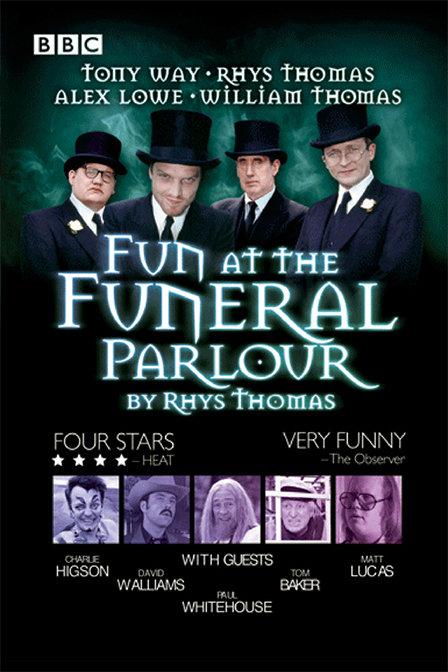 BBC
TONY WAY · RHYS THOMAS
ALEX LOWE · WILLIAM THOMAS
FUN AT THE
FUNERAL
PARLOUR
BY RHYS THOMAS
FOUR STARS
– HEAT
VERY FUNNY
– The Observer
CHARLIE
HIGSON
DAVID
WALLIAMS
WITH GUESTS
PAUL
WHITEHOUSE
TOM
BAKER
MATT
LUCAS